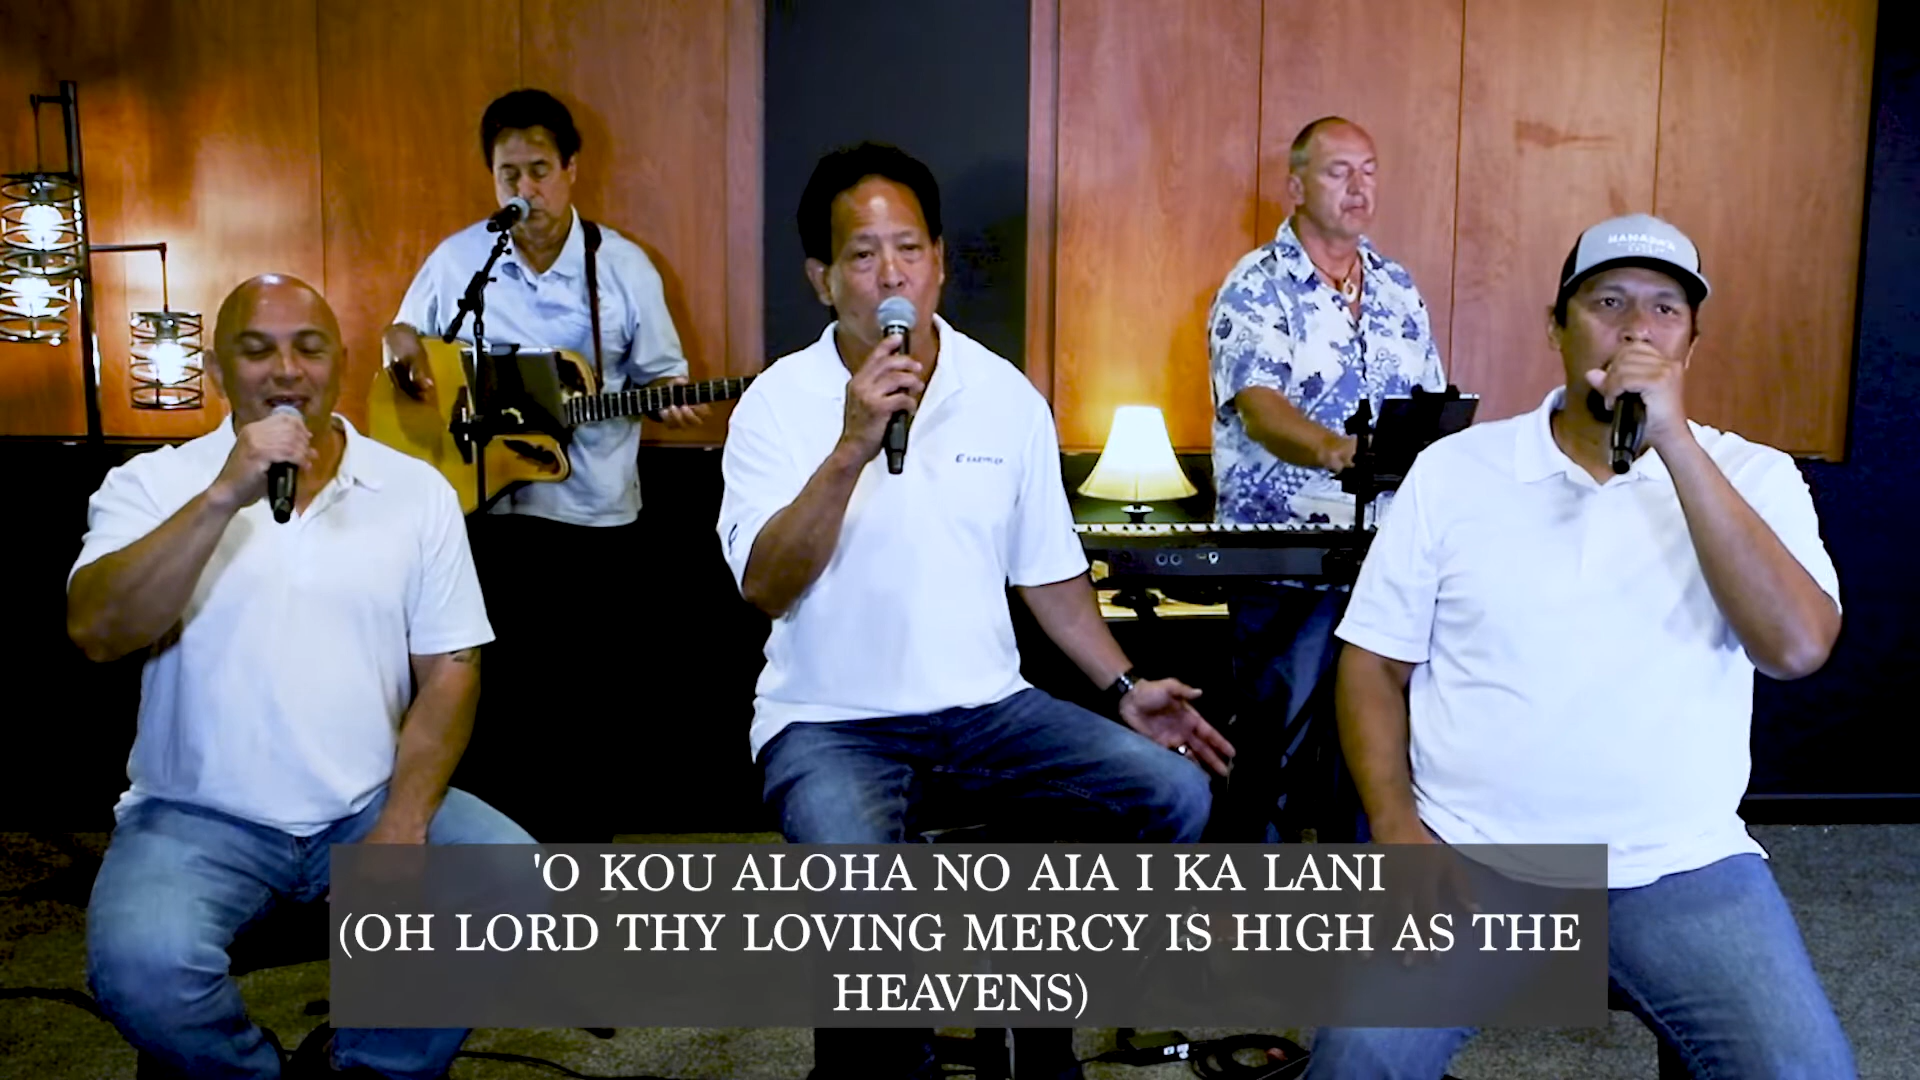 'O KOU ALOHA NO AIA I KA LANI
(OH LORD THY LOVING MERCY IS HIGH AS THE
HEAVENS)